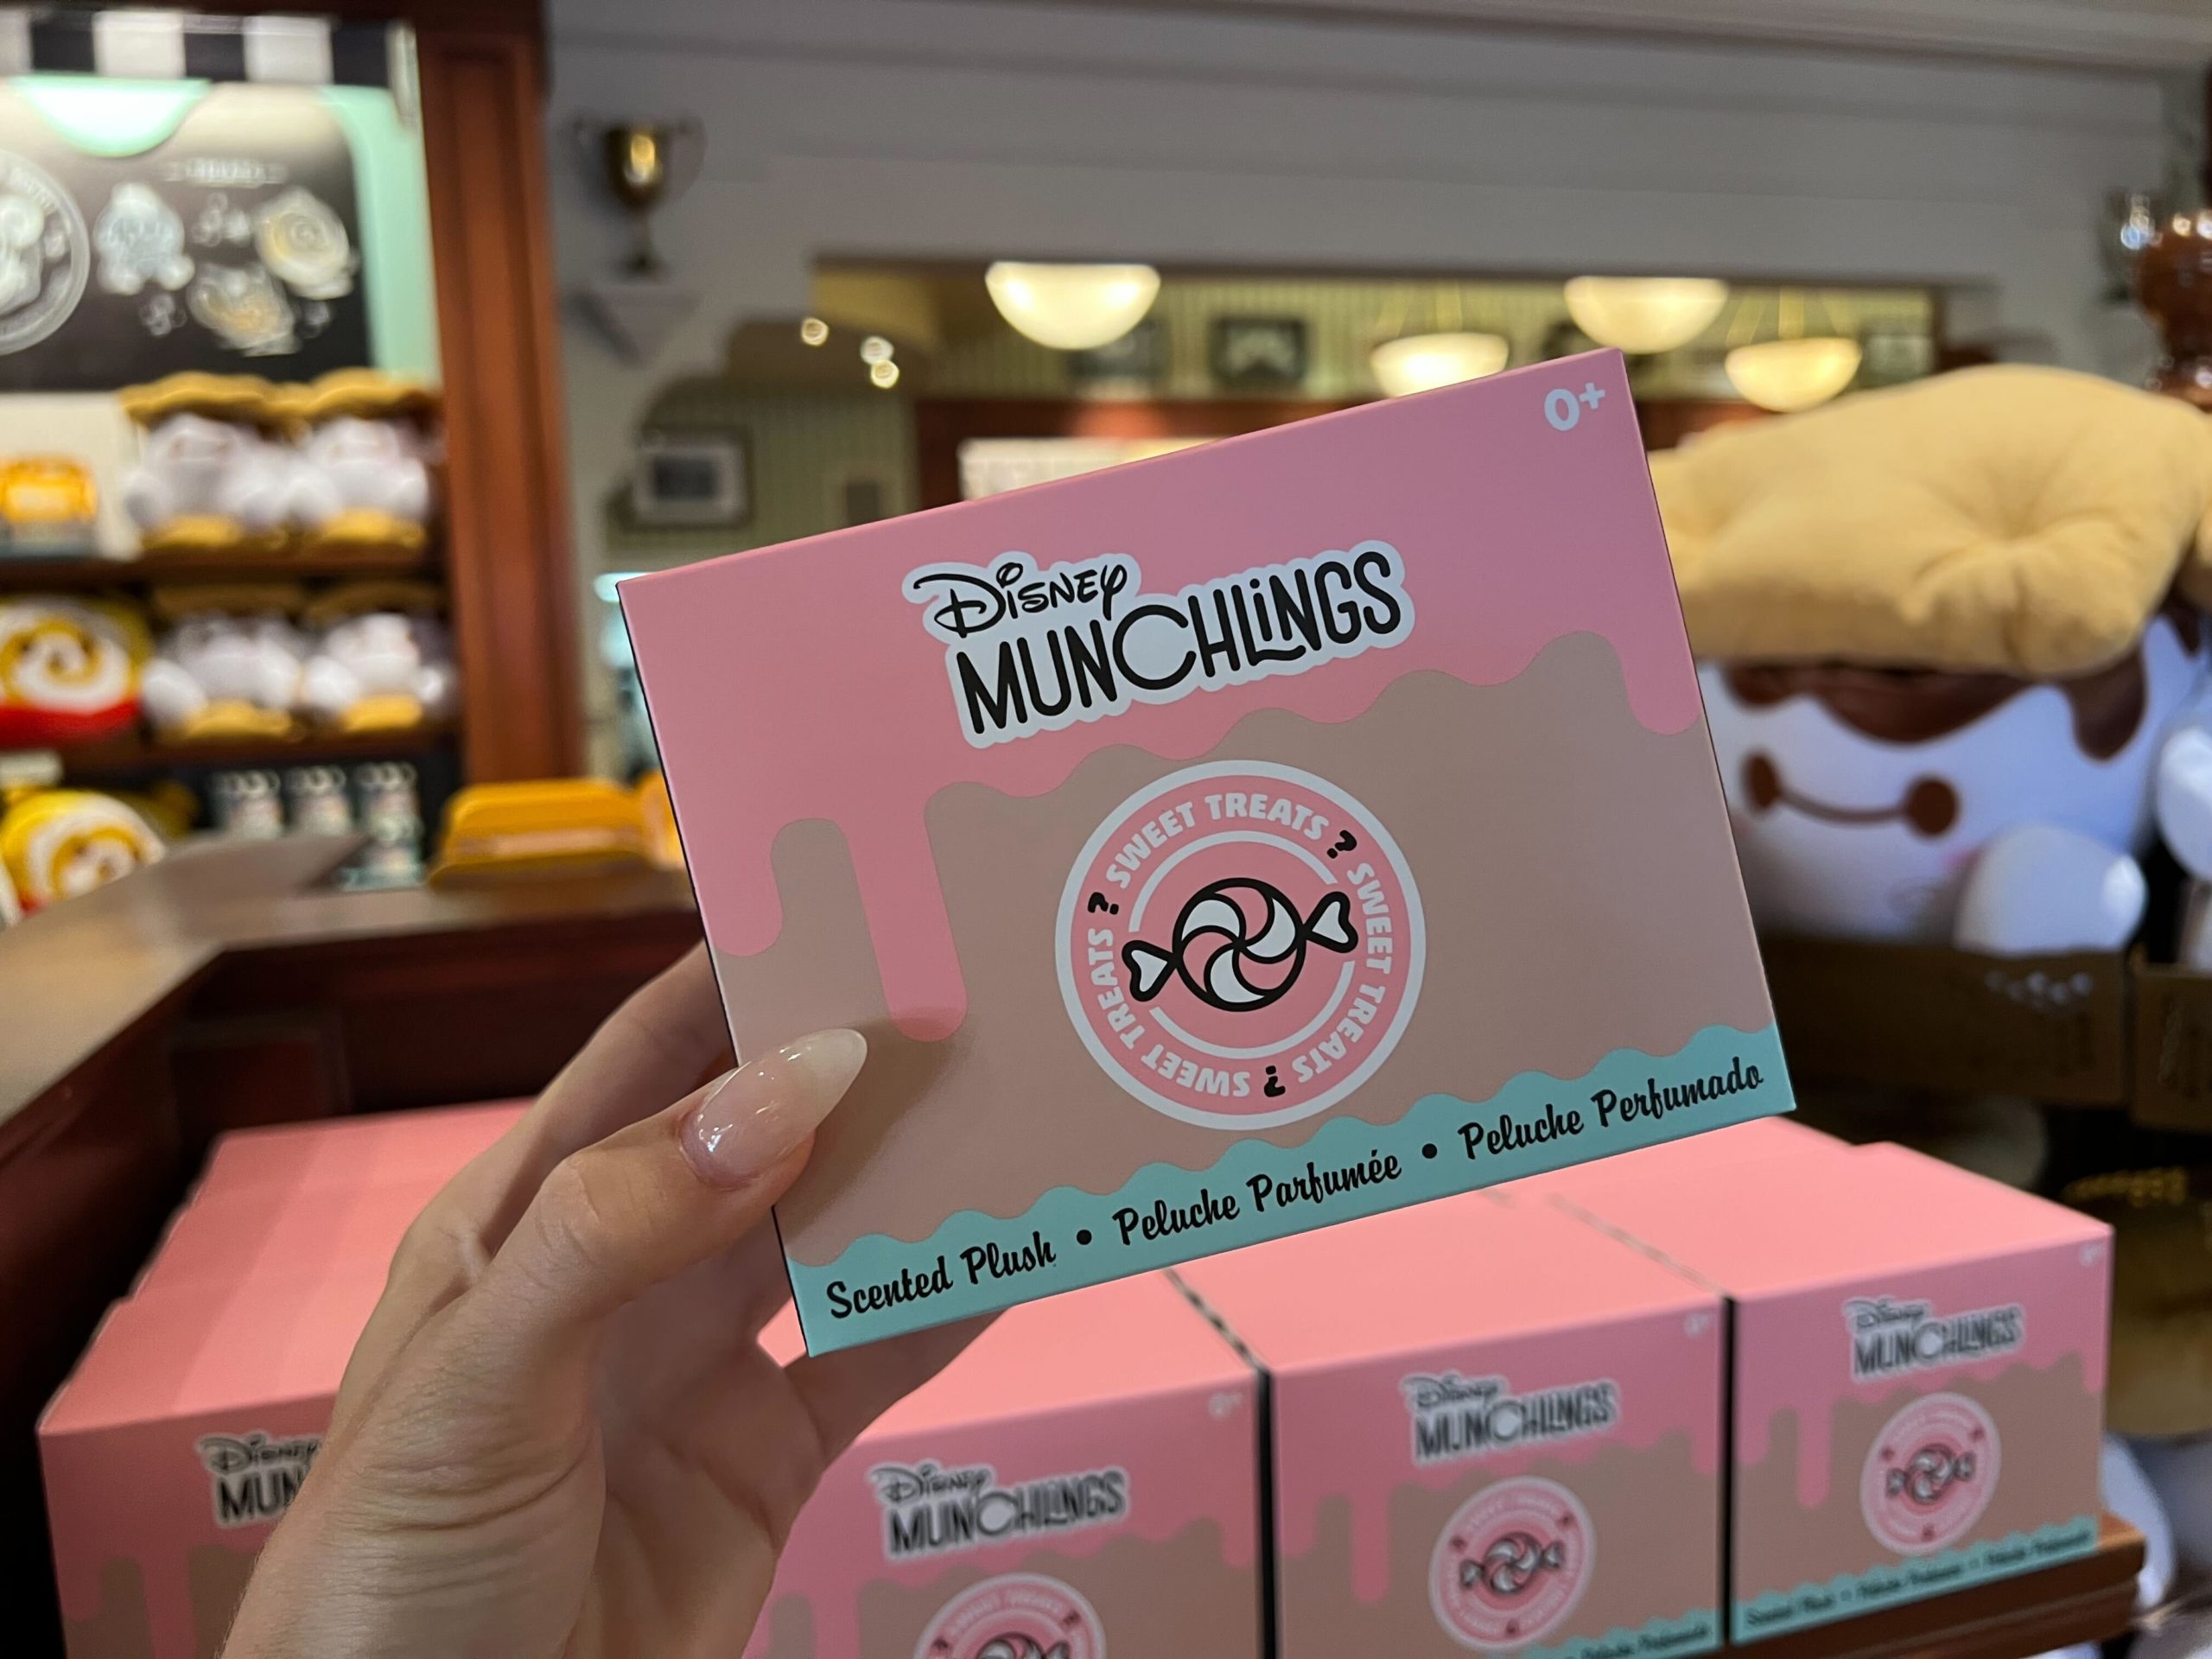 0+
Disney
MUNCHLINGS
SWEET TREATS ? SWEET TREATS ? SWEET TREATS ?
Scented Plush • Peluche Parfumée • Peluche Perfumado
Disney
MUN
Disney
MUNCHLINGS
Disney
MUNCHLINGS
Disney
MUNCHLINGS